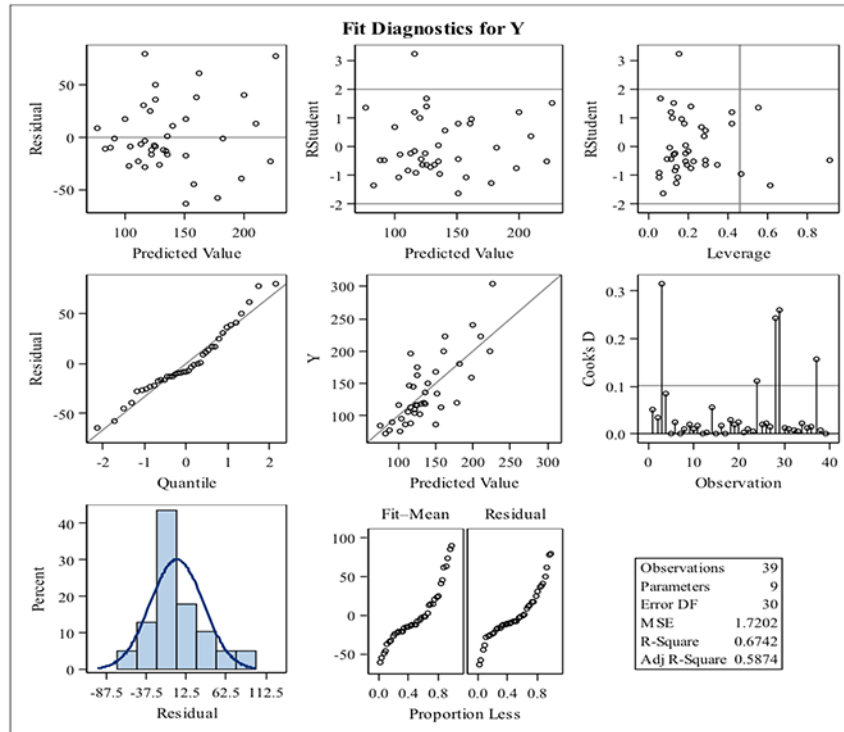 Fit Diagnostics for Y
Residual
50
0
-50
100 150 200
Predicted Value
RStudent
3
2
1
0
-1
-2
100 150 200
Predicted Value
RStudent
3
2
1
0
-1
-2
0.0 0.2 0.4 0.6 0.8
Leverage
Residual
50
0
-50
-2 -1 0 1 2
Quantile
Y
300
250
200
150
100
100 150 200 250 300
Predicted Value
Cook's D
0.3
0.2
0.1
0.0
0 10 20 30 40
Observation
Percent
40
30
20
10
0
-87.5 -37.5 12.5 62.5 112.5
Residual
Fit–Mean Residual
100
50
0
-50
0.0 0.4 0.8 0.0 0.4 0.8
Proportion Less
Observations 39
Parameters 9
Error DF 30
MSE 1.7202
R-Square 0.6742
Adj R-Square 0.5874